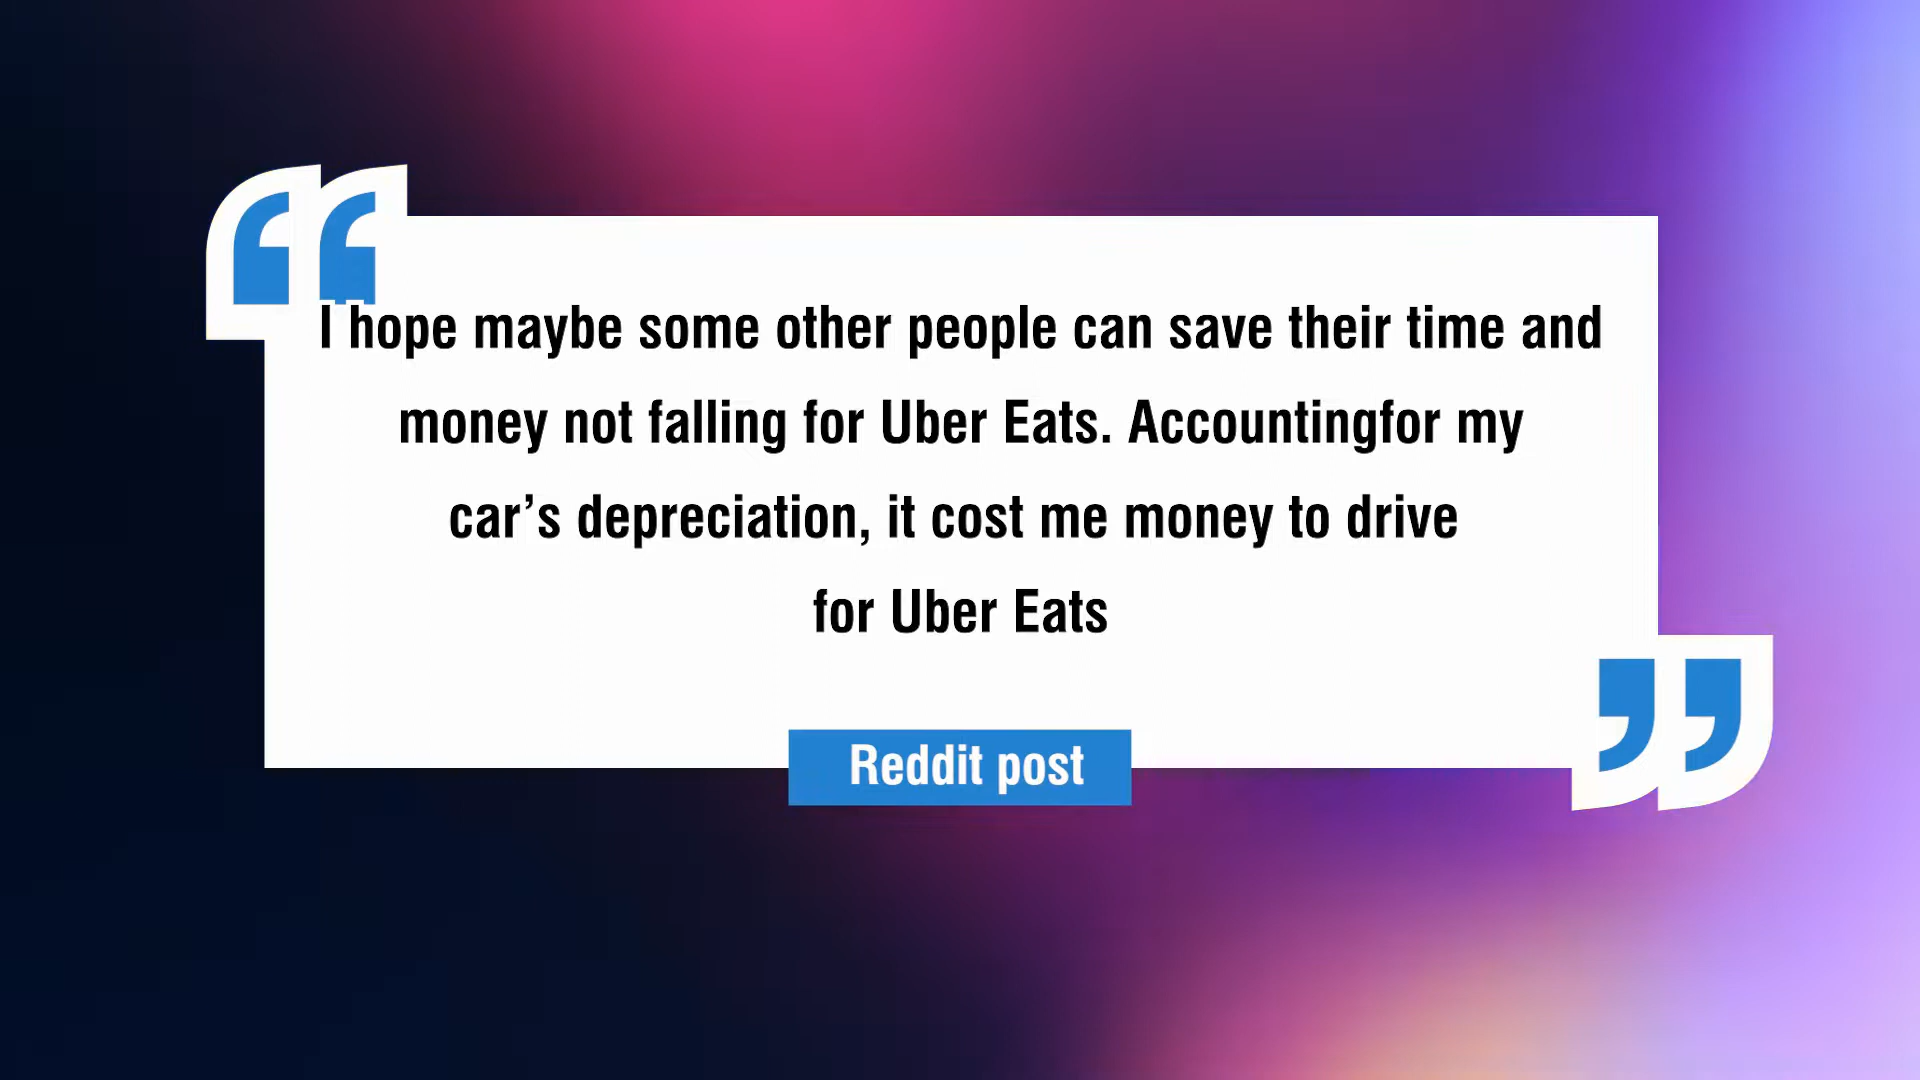 I hope maybe some other people can save their time and
money not falling for Uber Eats. Accountingfor my
car’s depreciation, it cost me money to drive
for Uber Eats
Reddit post